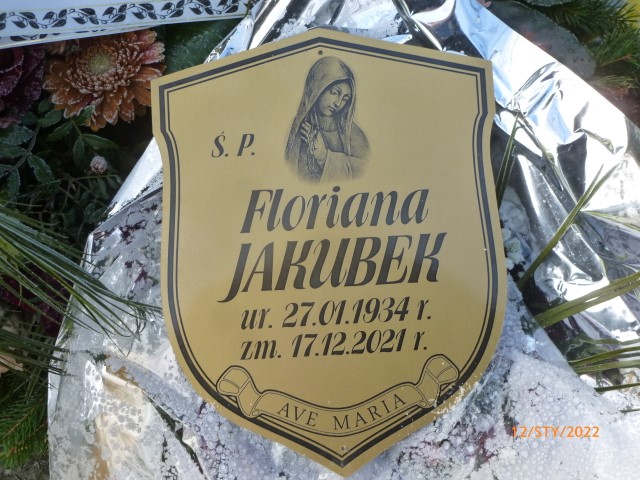 Ś. P.
Floriana
JAKUBEK
ur. 27.01.1934 r.
zm. 17.12.2021 r.
AVE MARIA
12/STY/2022